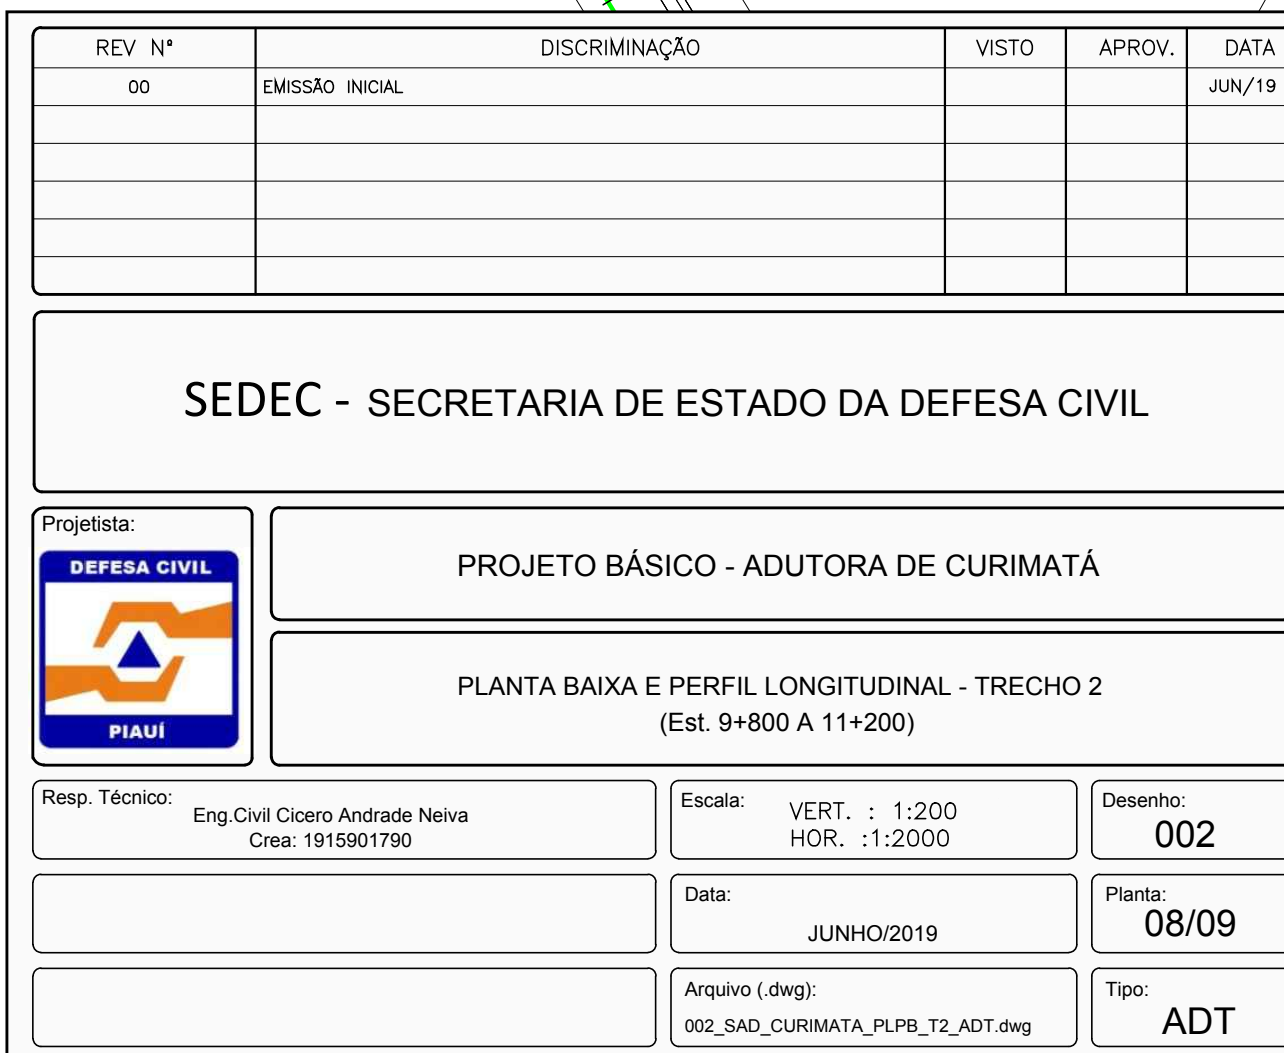 REV Nª DISCRIMINAÇÃO VISTO APROV. DATA
00 EMISSÃO INICIAL JUN/19
SEDEC - SECRETARIA DE ESTADO DA DEFESA CIVIL
Projetista:
DEFESA CIVIL
PIAUÍ
PROJETO BÁSICO - ADUTORA DE CURIMATÁ
PLANTA BAIXA E PERFIL LONGITUDINAL - TRECHO 2
(Est. 9+800 A 11+200)
Resp. Técnico:
Eng.Civil Cicero Andrade Neiva
Crea: 1915901790
Escala:
VERT. : 1:200
HOR. :1:2000
Desenho:
002
Data:
JUNHO/2019
Planta:
08/09
Arquivo (.dwg):
002_SAD_CURIMATA_PLPB_T2_ADT.dwg
Tipo:
ADT